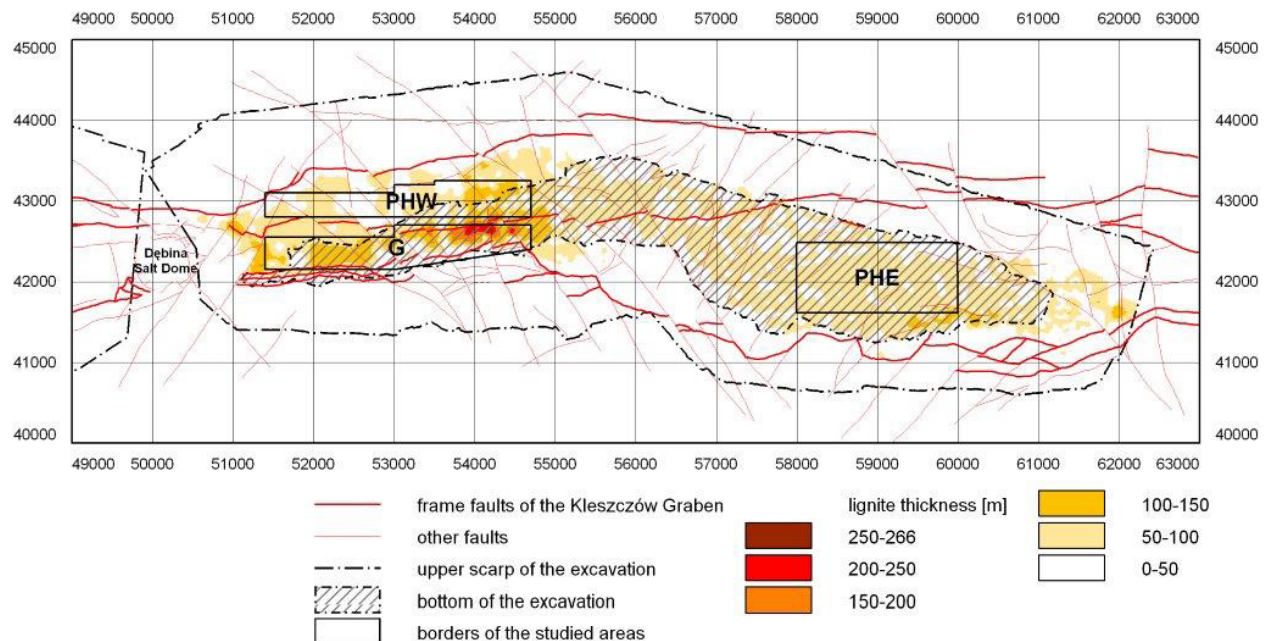 49000 50000 51000 52000 53000 54000 55000 56000 57000 58000 59000 60000 61000 62000 63000
45000 45000
44000 44000
43000 PHW 43000
G
Dębina
Salt Dome
42000 PHE 42000
41000 41000
40000 40000
49000 50000 51000 52000 53000 54000 55000 56000 57000 58000 59000 60000 61000 62000 63000
frame faults of the Kleszczów Graben lignite thickness [m] 100-150
other faults 250-266 50-100
upper scarp of the excavation 200-250 0-50
bottom of the excavation 150-200
borders of the studied areas